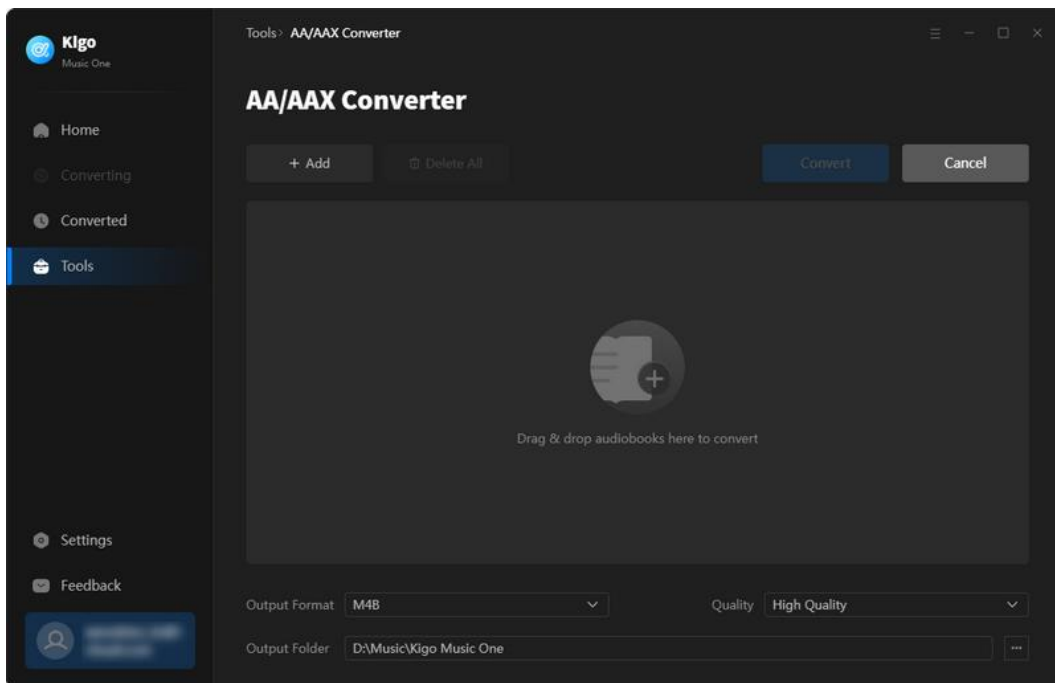 KIgo
Music One
Home
Converting
Converted
Tools
Settings
Feedback
Tools> AA/AAX Converter
AA/AAX Converter
+ Add
Delete All
Convert
Cancel
Drag & drop audiobooks here to convert
Output Format M4B
Quality High Quality
Output Folder D:\Music\Kigo Music One